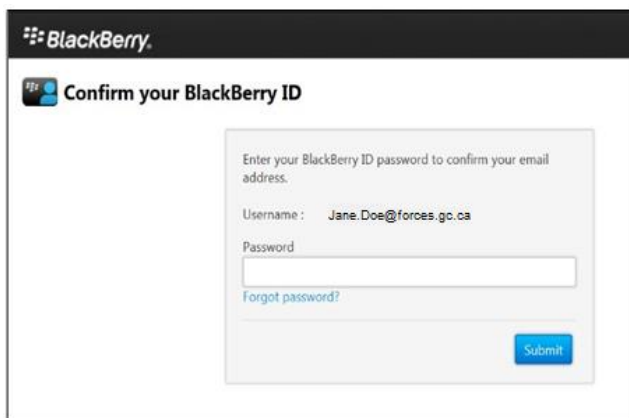 BlackBerry.
Confirm your BlackBerry ID
Enter your BlackBerry ID password to confirm your email
address.
Username : Jane.Doe@forces.gc.ca
Password
Forgot password?
Submit